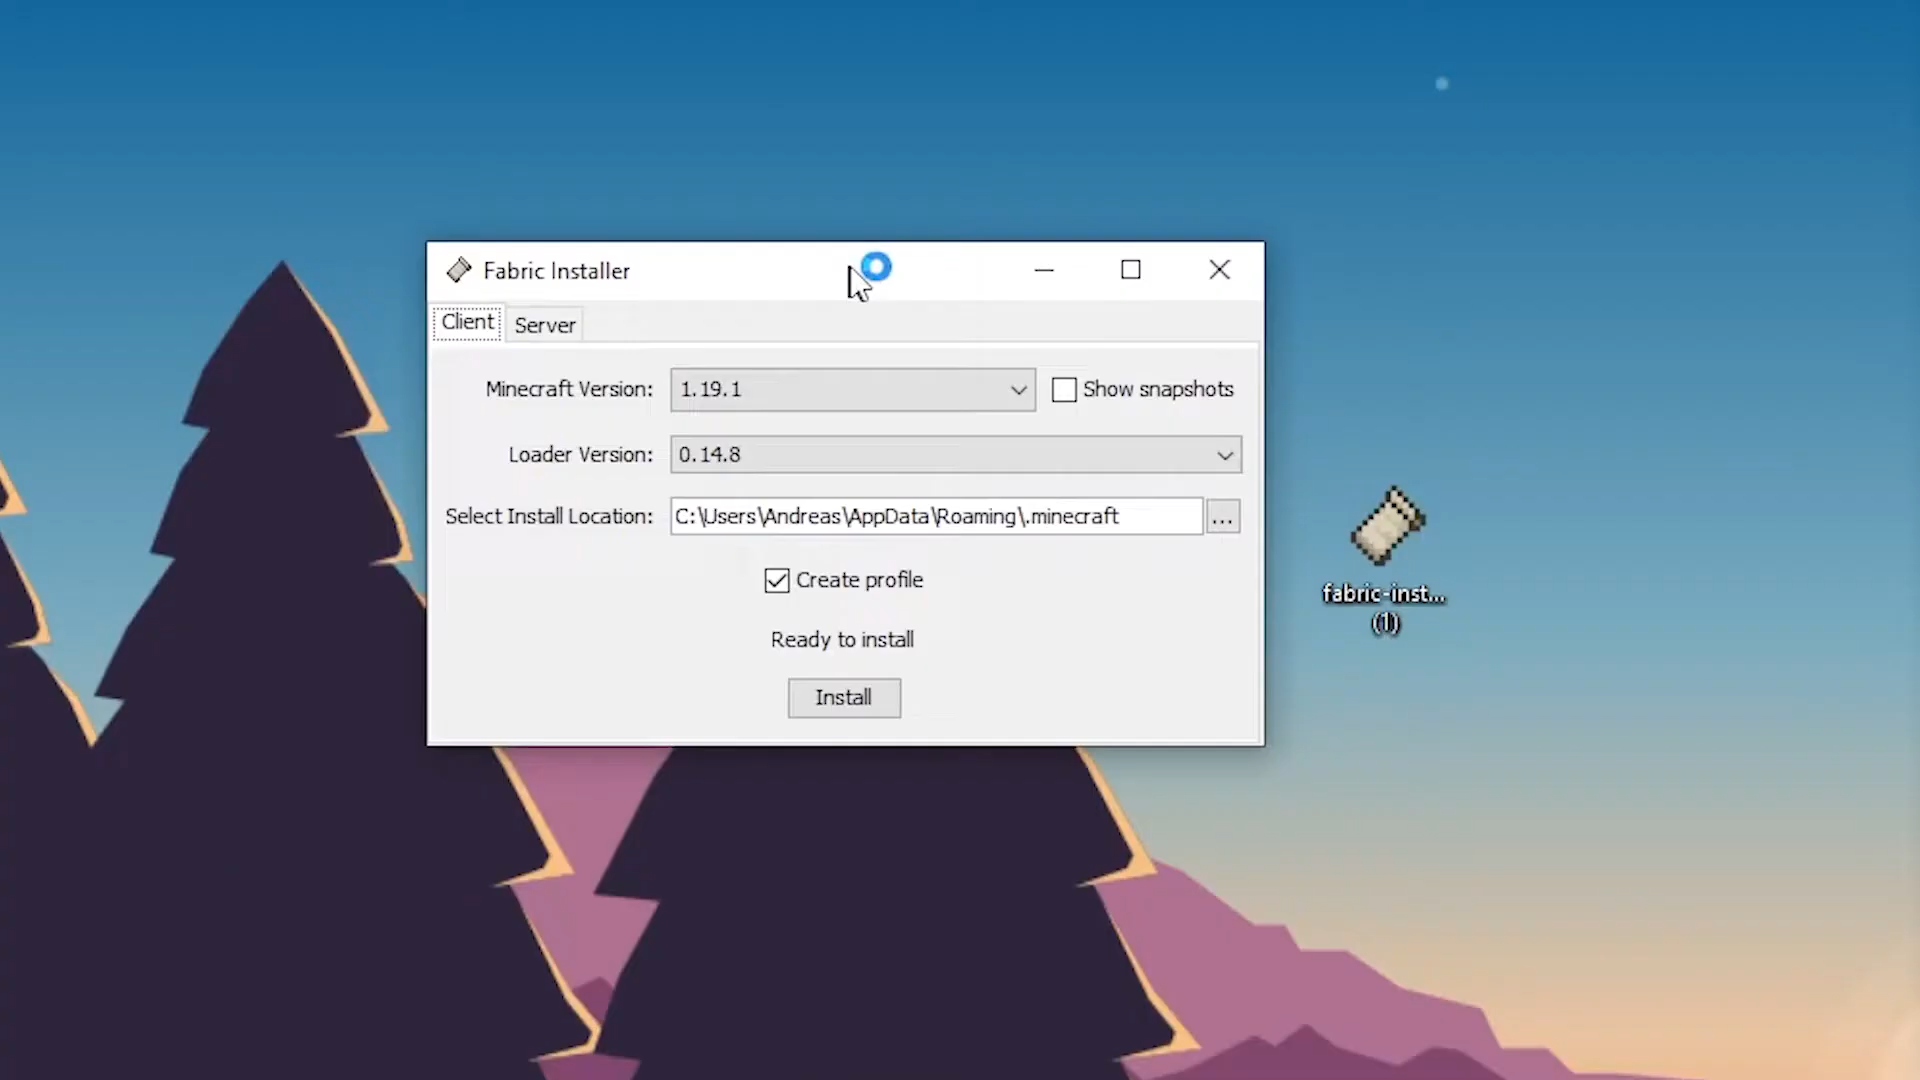 Fabric Installer
Client
Server
Minecraft Version:
1.19.1
Show snapshots
Loader Version:
0.14.8
Select Install Location:
C:\Users\Andreas\AppData\Roaming\.minecraft
...
Create profile
Ready to install
Install
fabric-inst...
(1)